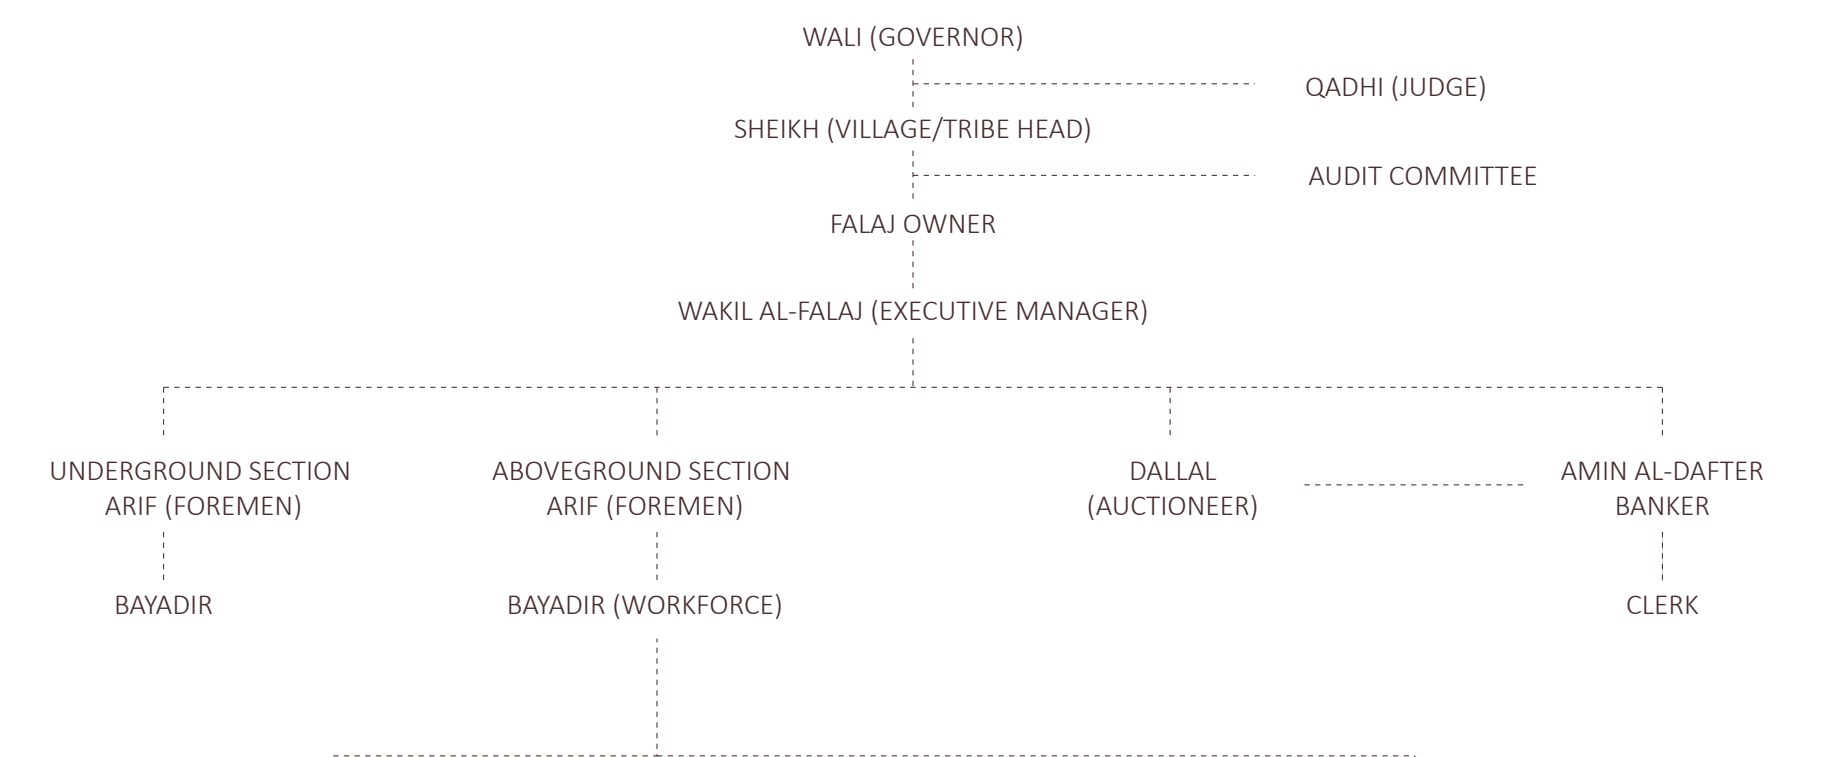 WALI (GOVERNOR)
QADHI (JUDGE)
SHEIKH (VILLAGE/TRIBE HEAD)
AUDIT COMMITTEE
FALAJ OWNER
WAKIL AL-FALAJ (EXECUTIVE MANAGER)
UNDERGROUND SECTION
ARIF (FOREMEN)
ABOVEGROUND SECTION
ARIF (FOREMEN)
DALLAL
(AUCTIONEER)
AMIN AL-DAFTER
BANKER
BAYADIR
BAYADIR (WORKFORCE)
CLERK